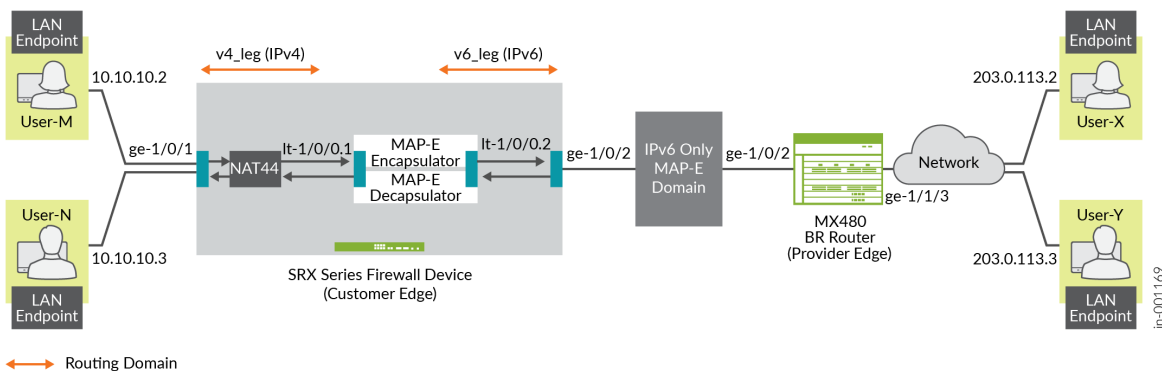 LAN
Endpoint
10.10.10.2
User-M
v4_leg (IPv4)
v6_leg (IPv6)
ge-1/0/1
NAT44
lt-1/0/0.1
MAP-E
Encapsulator
MAP-E
Decapsulator
lt-1/0/0.2
ge-1/0/2
IPv6 Only
MAP-E
Domain
ge-1/0/2
MX480
BR Router
(Provider Edge)
ge-1/1/3
Network
LAN
Endpoint
203.0.113.2
User-X
User-N
10.10.10.3
LAN
Endpoint
SRX Series Firewall Device
(Customer Edge)
User-Y
203.0.113.3
LAN
Endpoint
jn-001169
Routing Domain